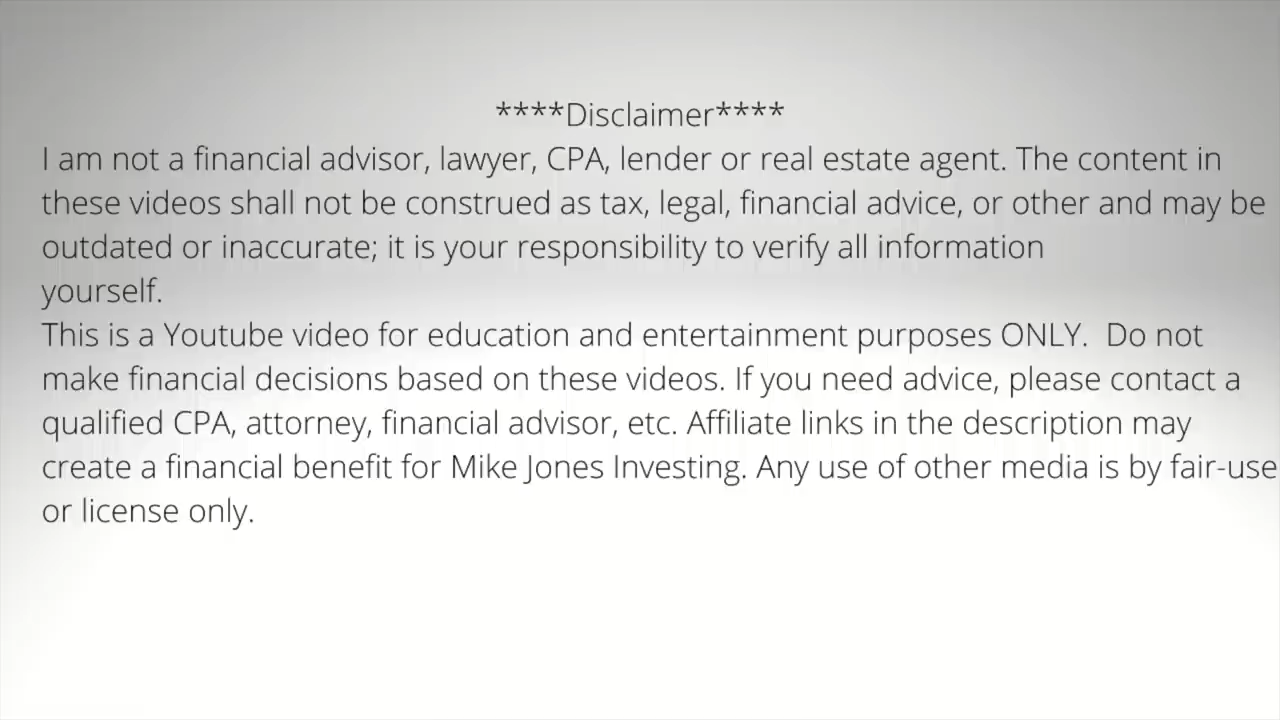 ****Disclaimer****
I am not a financial advisor, lawyer, CPA, lender or real estate agent. The content in
these videos shall not be construed as tax, legal, financial advice, or other and may be
outdated or inaccurate; it is your responsibility to verify all information
yourself.
This is a Youtube video for education and entertainment purposes ONLY.  Do not
make financial decisions based on these videos. If you need advice, please contact a
qualified CPA, attorney, financial advisor, etc. Affiliate links in the description may
create a financial benefit for Mike Jones Investing. Any use of other media is by fair-use
or license only.